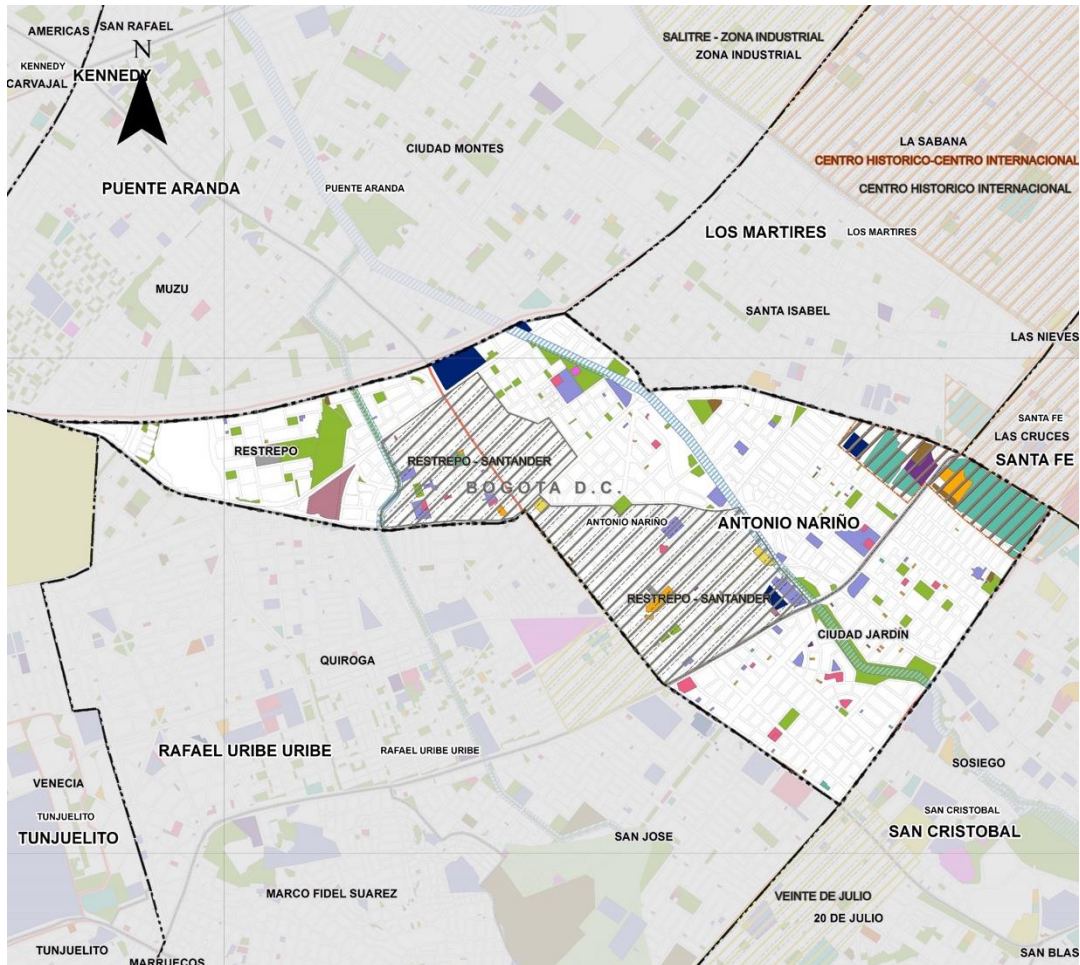 SAN RAFAEL
AMERICAS
N
KENNEDY
KENNEDY
CARVAJAL
SALITRE - ZONA INDUSTRIAL
ZONA INDUSTRIAL
CIUDAD MONTES
LA SABANA
CENTRO HISTORICO-CENTRO INTERNACIONAL
CENTRO HISTORICO INTERNACIONAL
PUENTE ARANDA
PUENTE ARANDA
LOS MARTIRES
LOS MARTIRES
MUZU
SANTA ISABEL
LAS NIEVES
SANTA FE
LAS CRUCES
SANTA FE
RESTREPO
RESTREPO - SANTANDER
BOGOTA D.C.
ANTONIO NARIÑO
ANTONIO NARIÑO
RESTREPO - SANTANDER
CIUDAD JARDÍN
QUIROGA
RAFAEL URIBE URIBE
RAFAEL URIBE URIBE
SOSIEGO
VENECIA
TUNJUELITO
TUNJUELITO
SAN CRISTOBAL
SAN CRISTOBAL
SAN JOSE
MARCO FIDEL SUAREZ
VEINTE DE JULIO
20 DE JULIO
TUNJUELITO
MARRUECOS
SAN BLAS